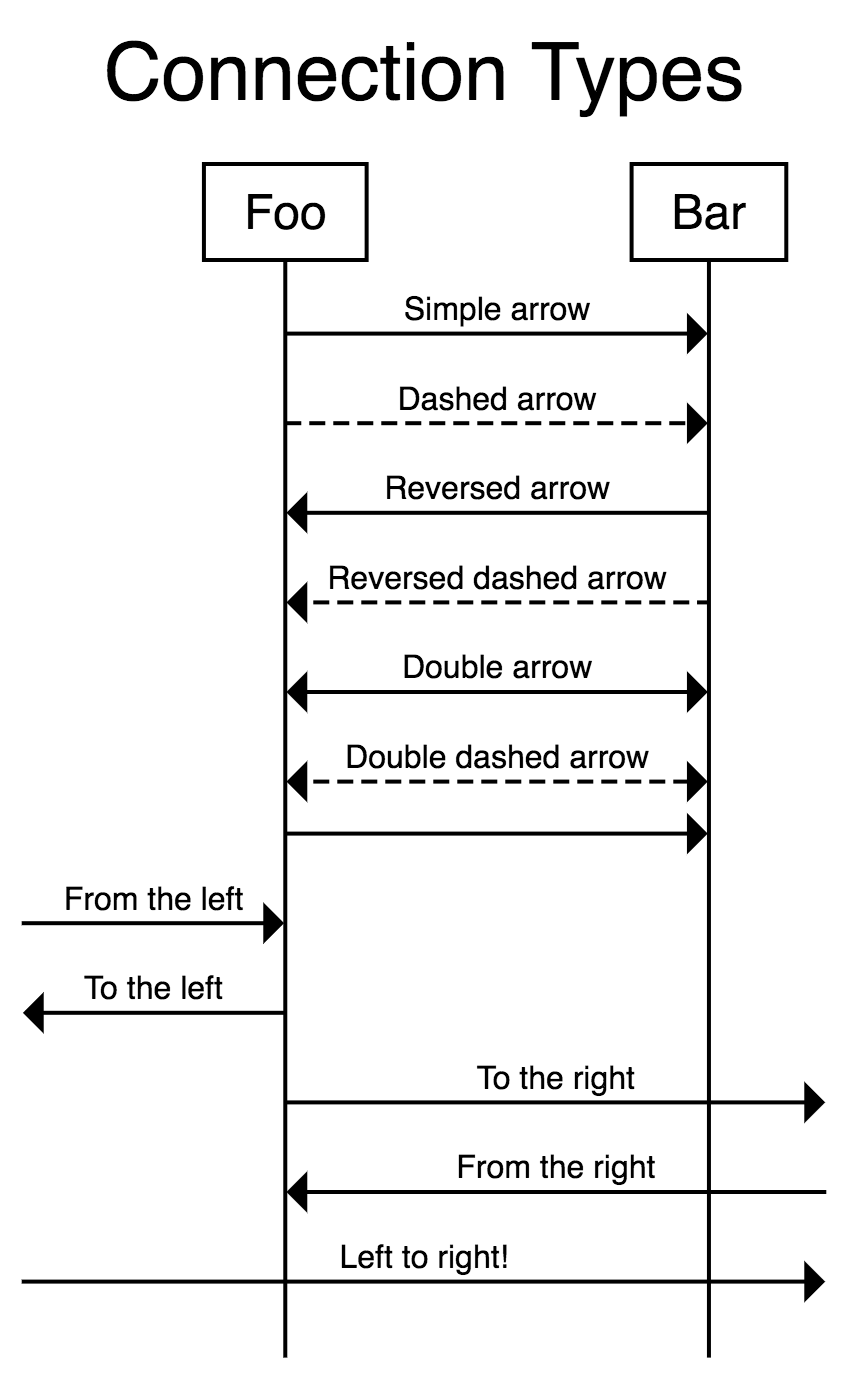 Connection Types
Foo
Bar
Simple arrow
Dashed arrow
Reversed arrow
Reversed dashed arrow
Double arrow
Double dashed arrow
From the left
To the left
To the right
From the right
Left to right!